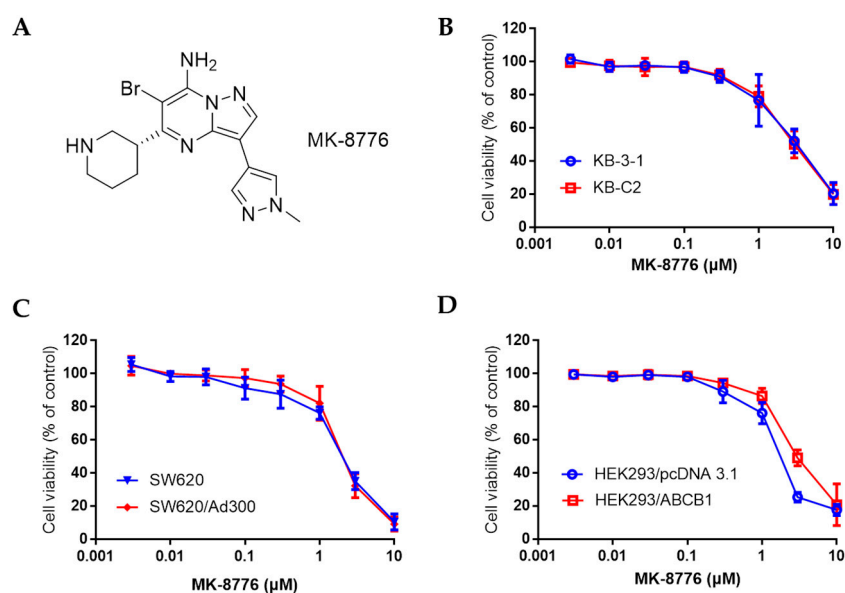 A
NH2
Br
N
N
N
HN
N
N
MK-8776
B
Cell viability (% of control)
120
100
80
60
40
20
0
KB-3-1
KB-C2
0.001
0.01
0.1
1
10
MK-8776 (µM)
C
Cell viability (% of control)
120
100
80
60
40
20
0
SW620
SW620/Ad300
0.001
0.01
0.1
1
10
MK-8776 (µM)
D
Cell viability (% of control)
120
100
80
60
40
20
0
HEK293/pcDNA 3.1
HEK293/ABCB1
0.001
0.01
0.1
1
10
MK-8776 (µM)